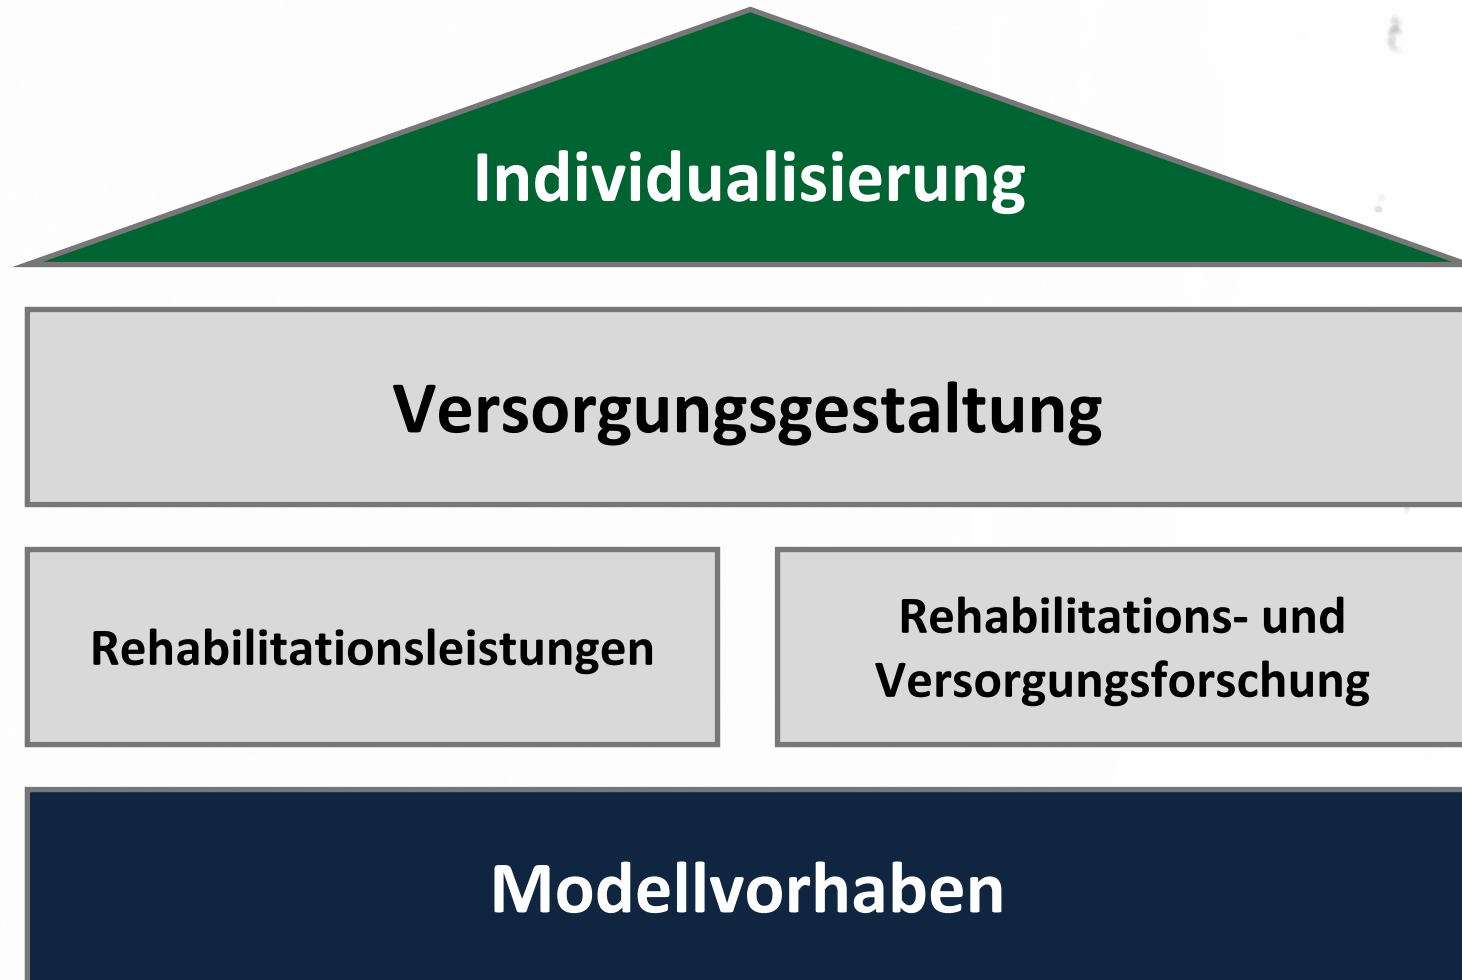 Individualisierung
Versorgungsgestaltung
Rehabilitationsleistungen
Rehabilitations- und
Versorgungsforschung
Modellvorhaben